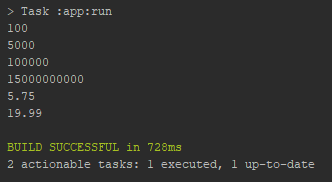 > Task :app:run
100
5000
100000
15000000000
5.75
19.99
BUILD SUCCESSFUL in 728ms
2 actionable tasks: 1 executed, 1 up-to-date